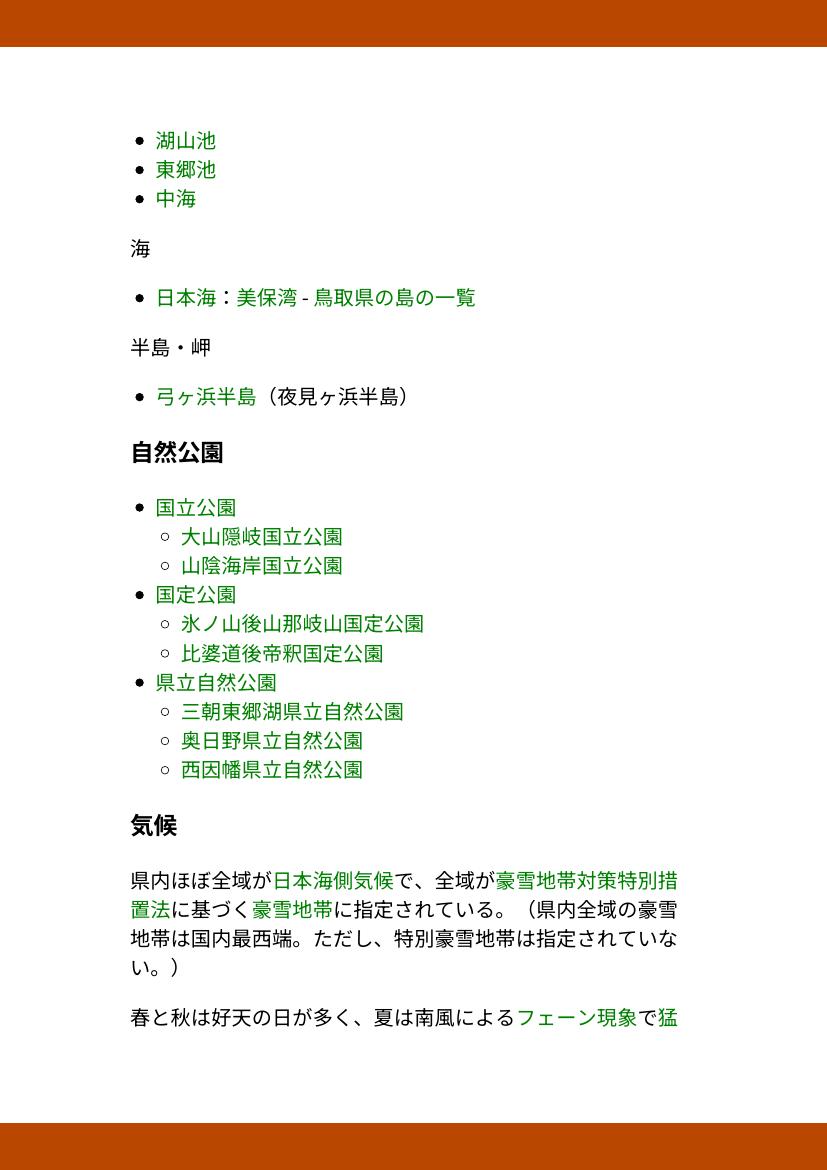 湖山池
東郷池
中海
海
日本海：美保湾 - 鳥取県の島の一覧
半島・岬
弓ヶ浜半島（夜見ヶ浜半島）
自然公園
国立公園
大山隠岐国立公園
山陰海岸国立公園
国定公園
氷ノ山後山那岐山国定公園
比婆道後帝釈国定公園
県立自然公園
三朝東郷湖県立自然公園
奥日野県立自然公園
西因幡県立自然公園
気候
県内ほぼ全域が日本海側気候で、全域が豪雪地帯対策特別措
置法に基づく豪雪地帯に指定されている。（県内全域の豪雪
地帯は国内最西端。ただし、特別豪雪地帯は指定されていな
い。）
春と秋は好天の日が多く、夏は南風によるフェーン現象で猛